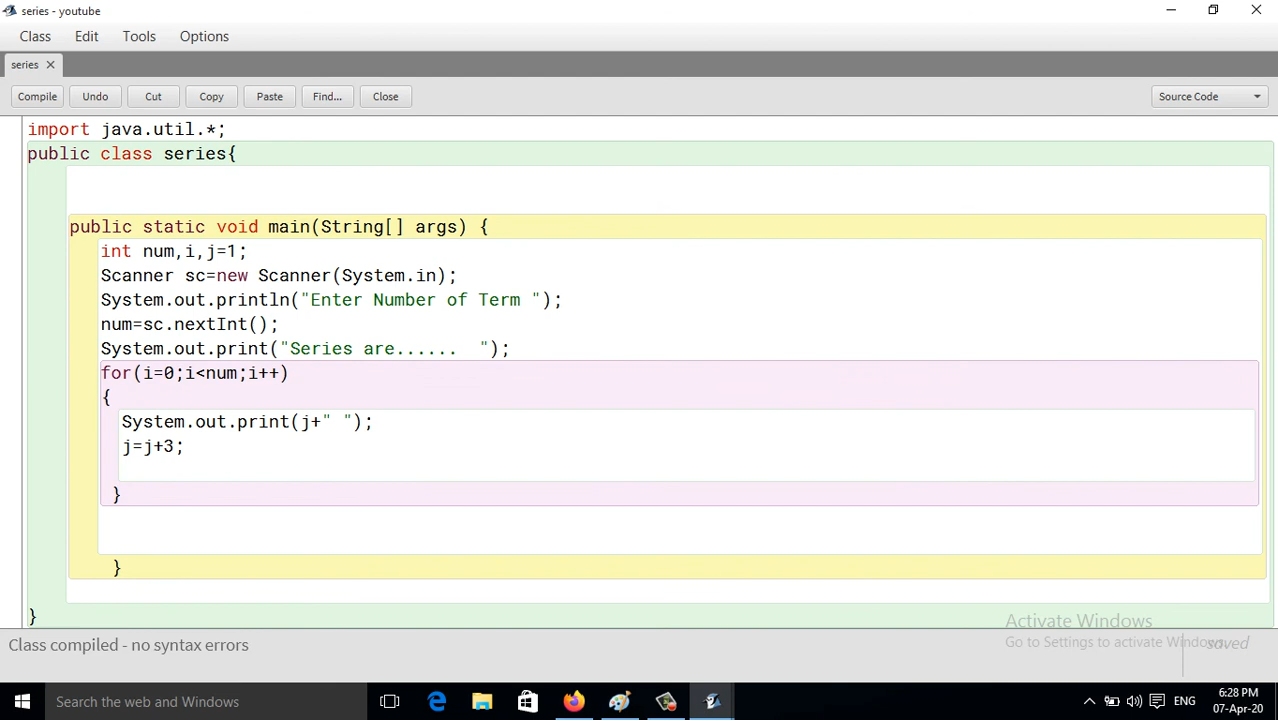 series - youtube
Class Edit Tools Options
series
Compile Undo Cut Copy Paste Find... Close Source Code
import java.util.*;
public class series{
public static void main(String[] args) {
int num,i,j=1;
Scanner sc=new Scanner(System.in);
System.out.println("Enter Number of Term ");
num=sc.nextInt();
System.out.print("Series are...... ");
for(i=0;i<num;i++)
{
System.out.print(j+" ");
j=j+3;
}
}
}
Activate Windows
Class compiled - no syntax errors
Go to Settings to activate Windows.
saved
Search the web and Windows
ENG
6:28 PM
07-Apr-20